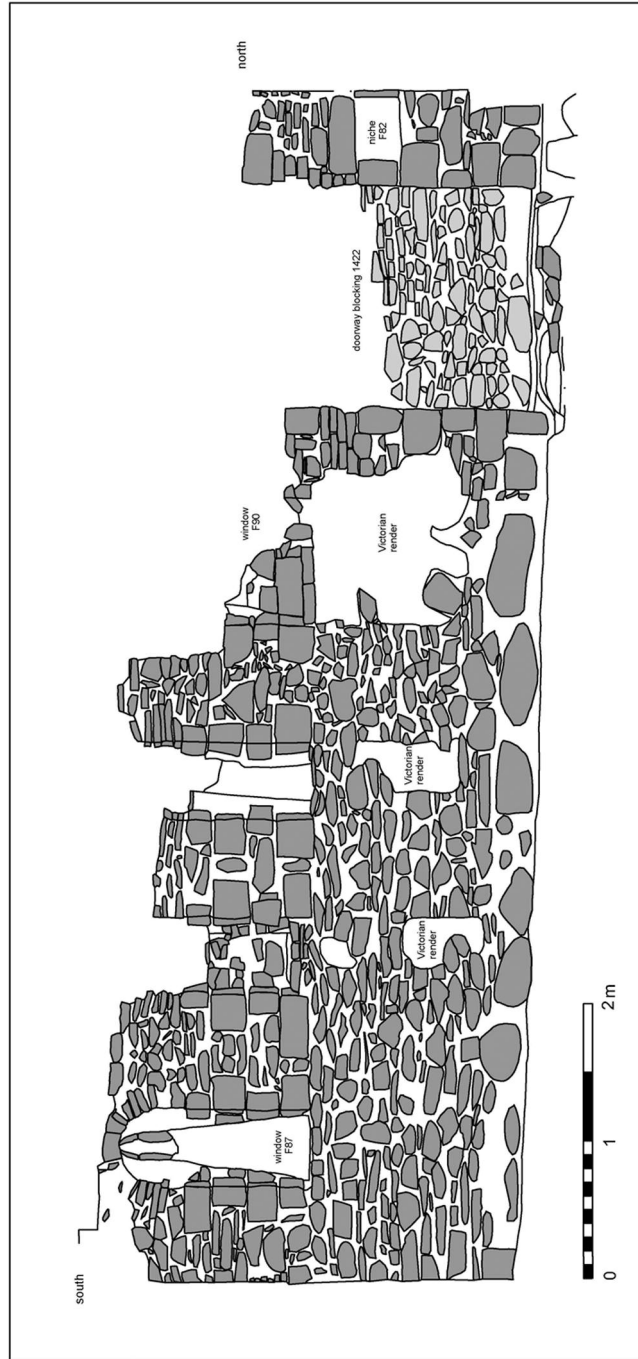 south
north
window
F87
Victorian
render
Victorian
render
window
F90
Victorian
render
doorway blocking 1422
niche
F82
0
1
2 m